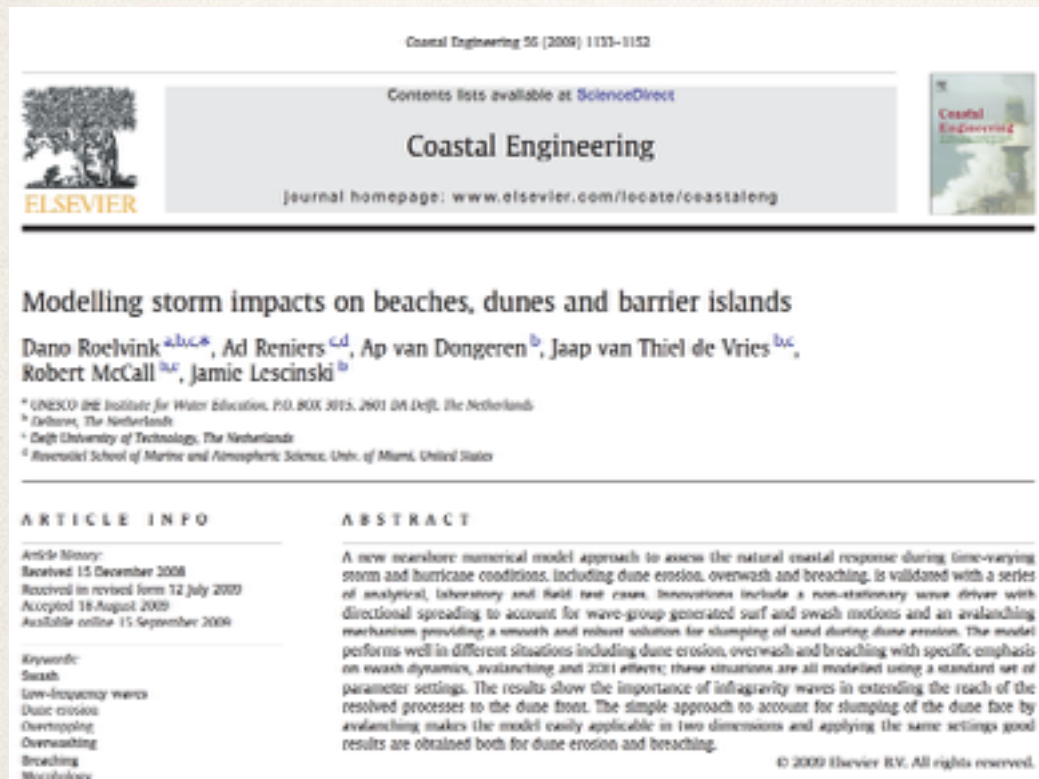 Coastal Engineering 56 (2009) 1133–1152
Contents lists available at ScienceDirect
Coastal Engineering
journal homepage: www.elsevier.com/locate/coastaleng
ELSEVIER
Coastal
Engineering
Modelling storm impacts on beaches, dunes and barrier islands
Dano Roelvink a,b,c,*, Ad Reniers c,d, Ap van Dongeren b, Jaap van Thiel de Vries b,c,
Robert McCall b,c, Jamie Lescinski b
a UNESCO-IHE Institute for Water Education, P.O. BOX 3015, 2601 DA Delft, The Netherlands
b Deltares, The Netherlands
c Delft University of Technology, The Netherlands
d Rosenstiel School of Marine and Atmospheric Science, Univ. of Miami, United States
ARTICLE INFO
Article history:
Received 15 December 2008
Received in revised form 12 July 2009
Accepted 18 August 2009
Available online 15 September 2009
Keywords:
Swash
Low-frequency waves
Dune erosion
Overtopping
Overwashing
Breaching
Morphology
ABSTRACT
A new nearshore numerical model approach to assess the natural coastal response during time-varying
storm and hurricane conditions, including dune erosion, overwash and breaching, is validated with a series
of analytical, laboratory and field test cases. Innovations include a non-stationary wave driver with
directional spreading to account for wave-group generated surf and swash motions and an avalanching
mechanism providing a smooth and robust solution for slumping of sand during dune erosion. The model
performs well in different situations including dune erosion, overwash and breaching with specific emphasis
on swash dynamics, avalanching and 2DH effects; these situations are all modelled using a standard set of
parameter settings. The results show the importance of infragravity waves in extending the reach of the
resolved processes to the dune front. The simple approach to account for slumping of the dune face by
avalanching makes the model easily applicable in two dimensions and applying the same settings good
results are obtained both for dune erosion and breaching.
© 2009 Elsevier B.V. All rights reserved.